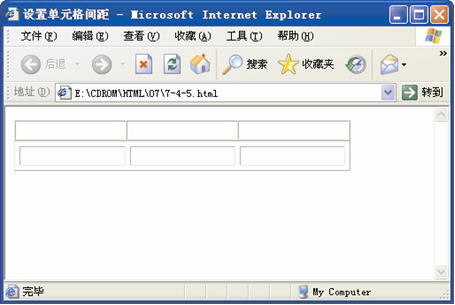 设置单元格间距 - Microsoft Internet Explorer
文件(F) 编辑(E) 查看(V) 收藏(A) 工具(T) 帮助(H)
后退 搜索 收藏夹 »
地址(D) E:\CDROM\HTML\07\7-4-5.html 转到
完毕 My Computer